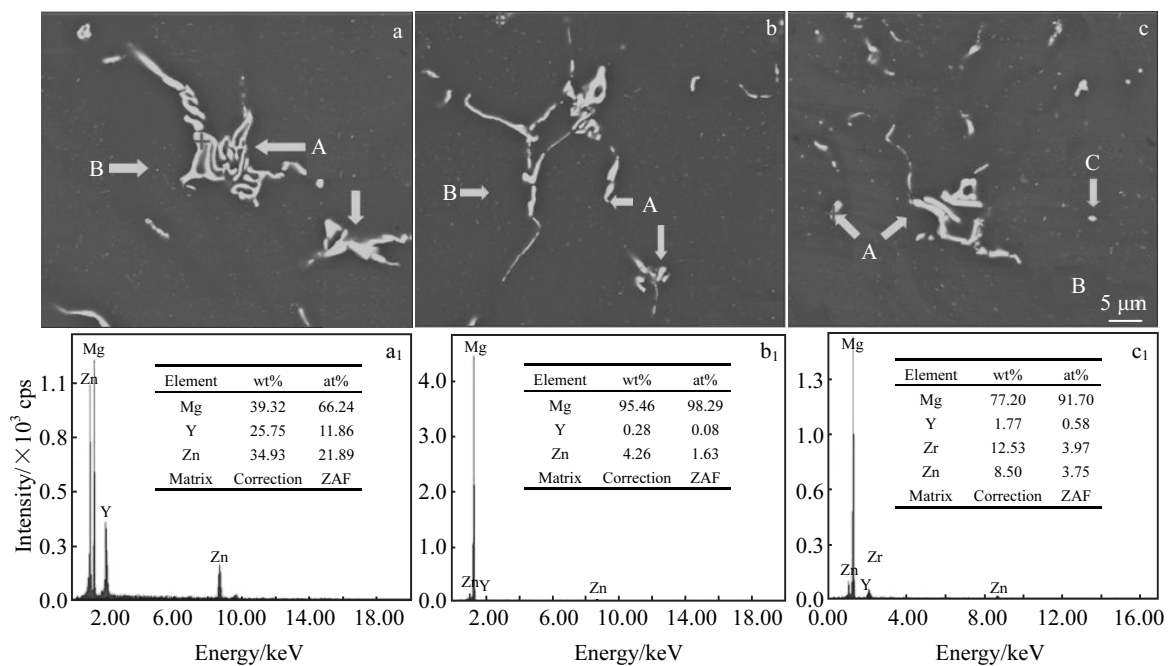 a
A
B
b
B
A
c
C
A
B
5 μm
Intensity/×10³ cps
1.1
0.89
0.5
0.3
0.0
Mg
Zn
Y
Zn
a₁
Element wt% at%
Mg 39.32 66.24
Y 25.75 11.86
Zn 34.93 21.89
Matrix Correction ZAF
2.00 6.00 10.00 14.00 18.00
Energy/keV
4.0
3.0
2.0
1.0
0.0
Mg
Zn Y
Zn
b₁
Element wt% at%
Mg 95.46 98.29
Y 0.28 0.08
Zn 4.26 1.63
Matrix Correction ZAF
2.00 6.00 10.00 14.00 18.00
Energy/keV
1.3
1.0
0.6
0.3
0.0
Mg
Zn
Y
Zr
Zn
c₁
Element wt% at%
Mg 77.20 91.70
Y 1.77 0.58
Zr 12.53 3.97
Zn 8.50 3.75
Matrix Correction ZAF
0.00 4.00 8.00 12.00 16.00
Energy/keV